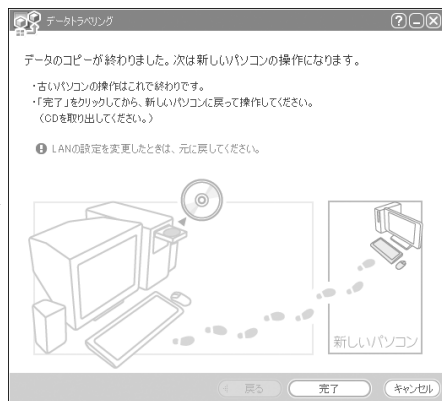 データトラベリング
データのコピーが終わりました。次は新しいパソコンの操作になります。
・古いパソコンの操作はこれで終わりです。
・「完了」をクリックしてから、新しいパソコンに戻って操作してください。
（CDを取り出してください。）
LANの設定を変更したときは、元に戻してください。
新しいパソコン
戻る 完了 キャンセル